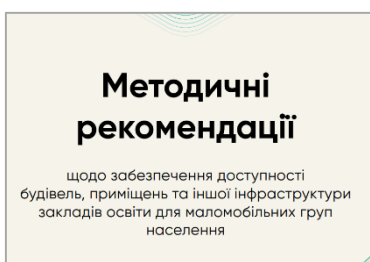 Методичні
рекомендації
щодо забезпечення доступності
будівель, приміщень та іншої інфраструктури
закладів освіти для маломобільних груп
населення